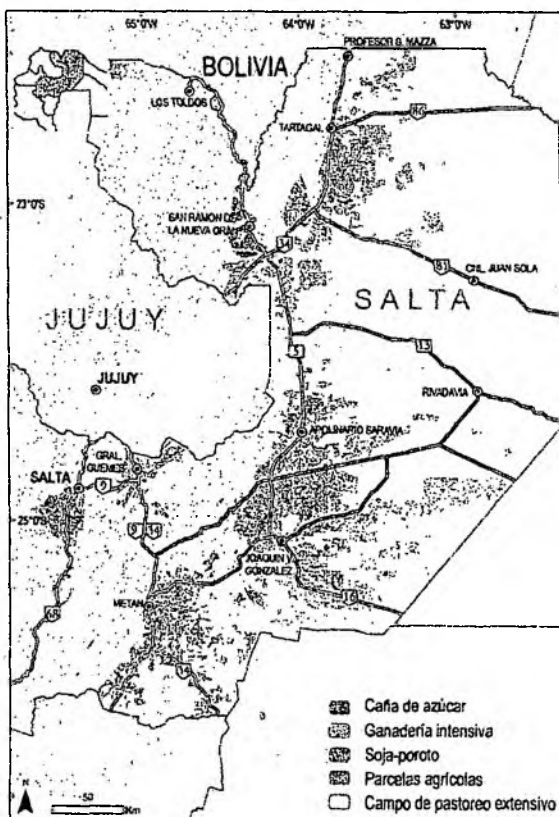 65°0'W 64°0'W 63°0'W
PROFESOR S. MAZZA
BOLIVIA
LOS TOLDOS
86
TARTAGAL
23°0'S
SAN RAMON DE
LA NUEVA ORAN
34
81
CNL. JUAN SOLA
SALTA
JUJUY
5
13
JUJUY
RIVADAVIA
APOLINARIO SARAVIA
GRAL.
GUEMES
SALTA
9
25°0'S
9 34
JOAQUIN V.
GONZALEZ
METAN
16
68
34
Caña de azúcar
Ganadería intensiva
Soja-poroto
Parcelas agrícolas
Campo de pastoreo extensivo
N
50
Km